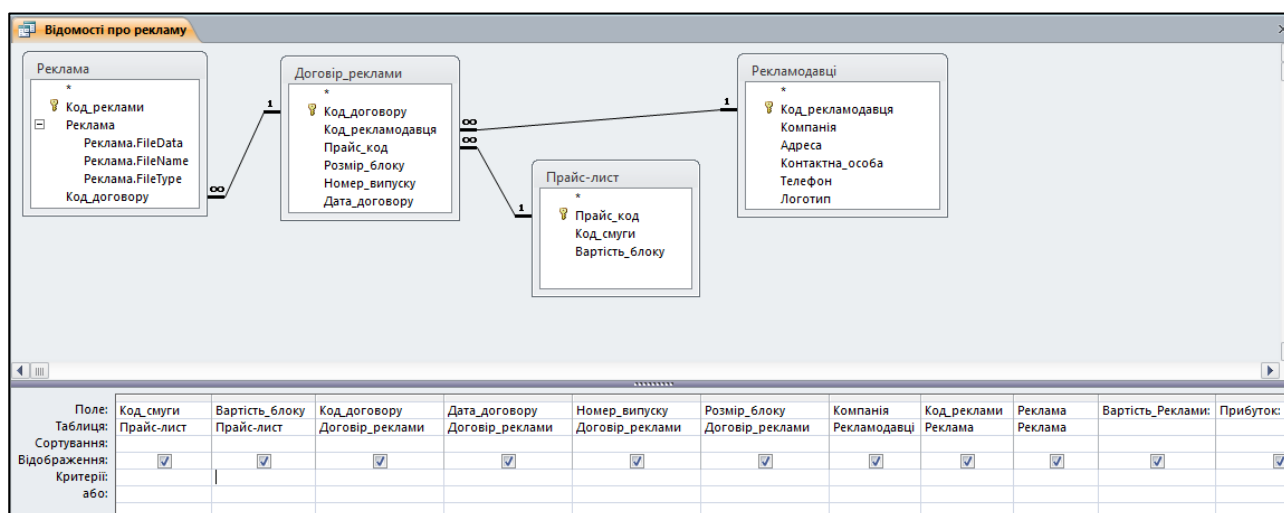 Відомості про рекламу
Реклама
*
Код_реклами
Реклама
Реклама.FileData
Реклама.FileName
Реклама.FileType
Код_договору
Договір_реклами
*
Код_договору
Код_рекламодавця
Прайс_код
Розмір_блоку
Номер_випуску
Дата_договору
Прайс-лист
*
Прайс_код
Код_смуги
Вартість_блоку
Рекламодавці
*
Код_рекламодавця
Компанія
Адреса
Контактна_особа
Телефон
Логотип
1
∞
∞
∞
1
1
Поле: Код_смуги Вартість_блоку Код_договору Дата_договору Номер_випуску Розмір_блоку Компанія Код_реклами Реклама Вартість_Реклами: Прибуток:
Таблиця: Прайс-лист Прайс-лист Договір_реклами Договір_реклами Договір_реклами Договір_реклами Рекламодавці Реклама Реклама
Сортування:
Відображення:
Критерії:
або: